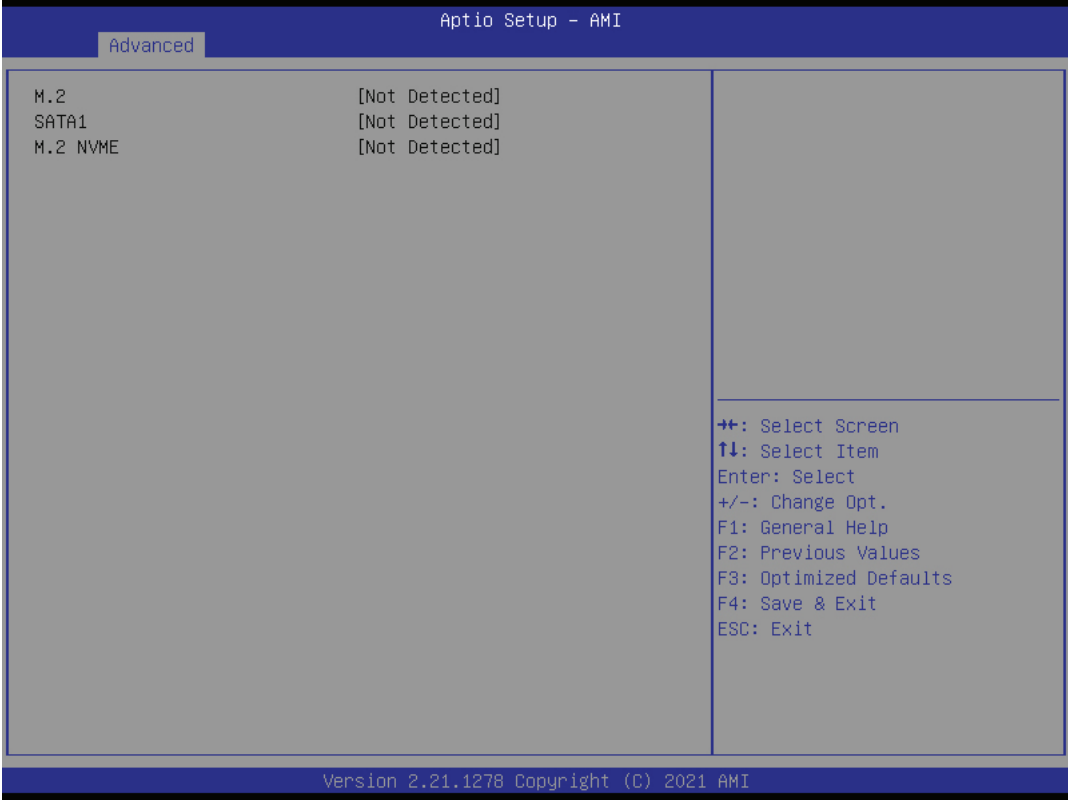 Aptio Setup – AMI
Advanced
M.2 [Not Detected]
SATA1 [Not Detected]
M.2 NVME [Not Detected]
→←: Select Screen
↑↓: Select Item
Enter: Select
+/-: Change Opt.
F1: General Help
F2: Previous Values
F3: Optimized Defaults
F4: Save & Exit
ESC: Exit
Version 2.21.1278 Copyright (C) 2021 AMI